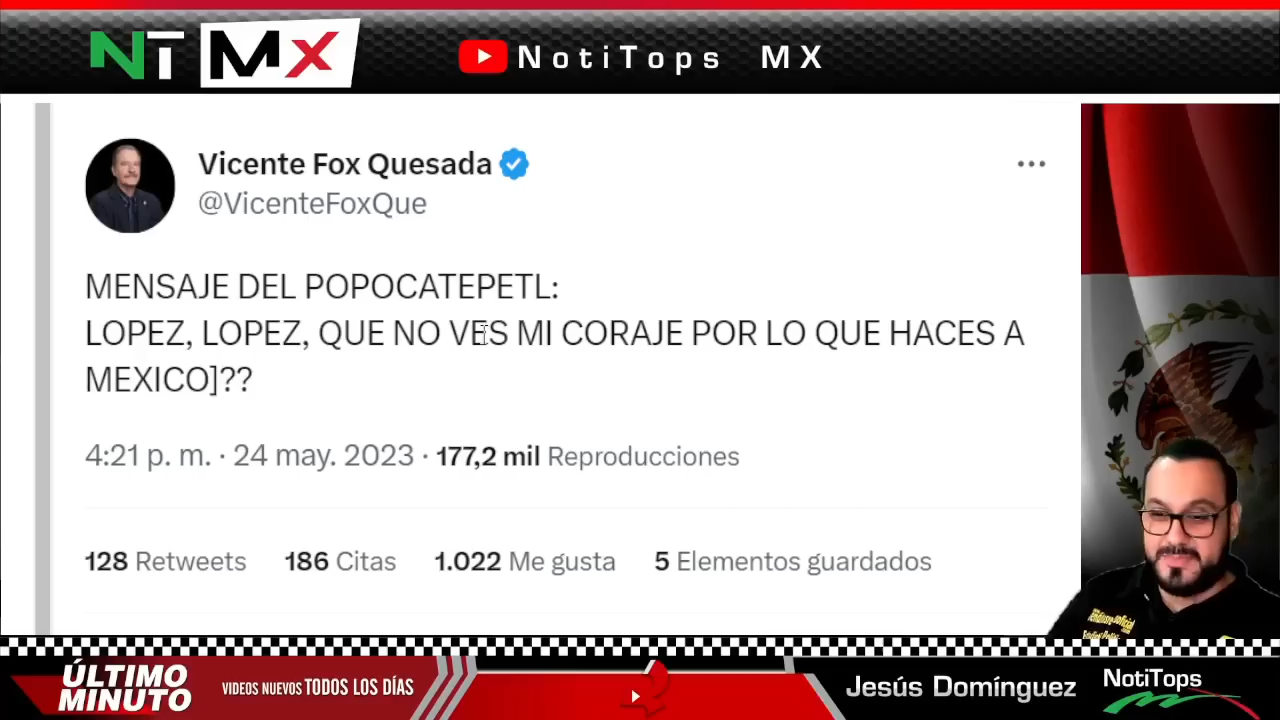 NT MX
NotiTops MX
Vicente Fox Quesada
@VicenteFoxQue
MENSAJE DEL POPOCATEPETL:
LOPEZ, LOPEZ, QUE NO VES MI CORAJE POR LO QUE HACES A
MEXICO]??
4:21 p. m. · 24 may. 2023 · 177,2 mil Reproducciones
128 Retweets 186 Citas 1.022 Me gusta 5 Elementos guardados
ÚLTIMO
MINUTO
VIDEOS NUEVOS TODOS LOS DÍAS
Jesús Domínguez
NotiTops